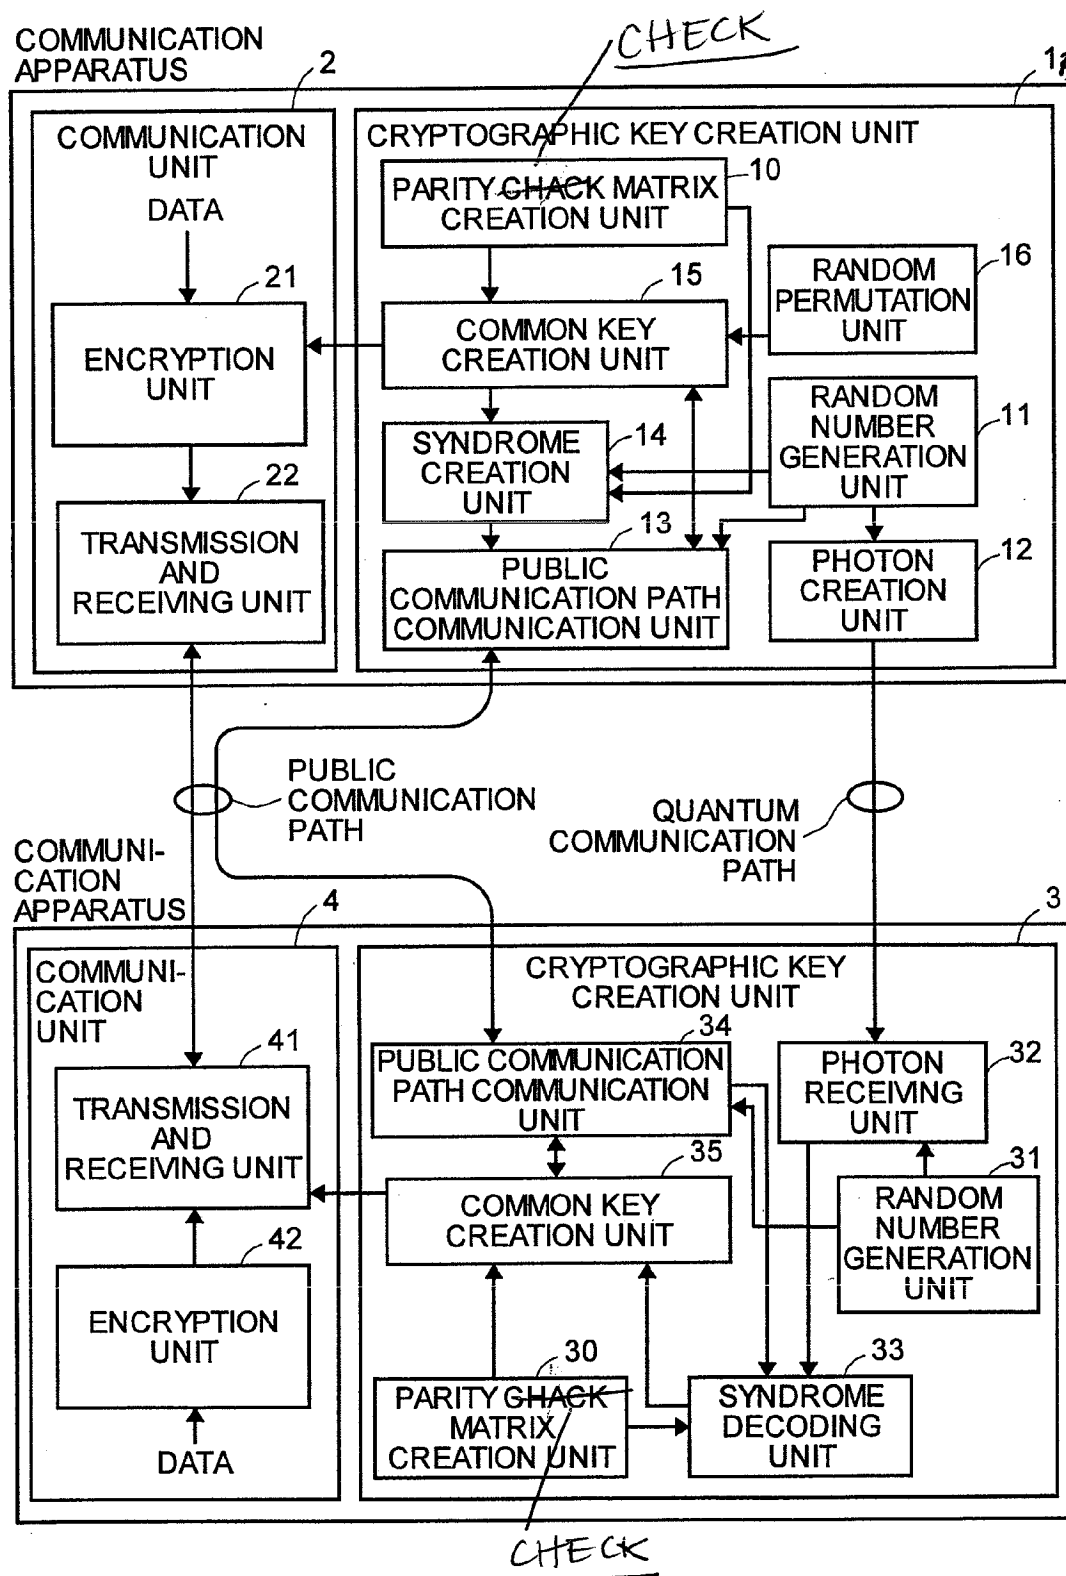 CHECK
COMMUNICATION
APPARATUS
2
1
COMMUNICATION
UNIT
DATA
21
ENCRYPTION
UNIT
22
TRANSMISSION
AND
RECEIVING UNIT
CRYPTOGRAPHIC KEY CREATION UNIT
10
PARITY CHACK MATRIX
CREATION UNIT
16
RANDOM
PERMUTATION
UNIT
15
COMMON KEY
CREATION UNIT
11
RANDOM
NUMBER
GENERATION
UNIT
14
SYNDROME
CREATION
UNIT
13
PUBLIC
COMMUNICATION PATH
COMMUNICATION UNIT
12
PHOTON
CREATION
UNIT
PUBLIC
COMMUNICATION
PATH
QUANTUM
COMMUNICATION
PATH
COMMUNI-
CATION
APPARATUS
4
3
COMMUNI-
CATION
UNIT
41
TRANSMISSION
AND
RECEIVING UNIT
42
ENCRYPTION
UNIT
DATA
CRYPTOGRAPHIC KEY
CREATION UNIT
34
PUBLIC COMMUNICATION
PATH COMMUNICATION
UNIT
32
PHOTON
RECEIVING
UNIT
35
COMMON KEY
CREATION UNIT
31
RANDOM
NUMBER
GENERATION
UNIT
30
PARITY CHACK
MATRIX
CREATION UNIT
33
SYNDROME
DECODING
UNIT
CHECK